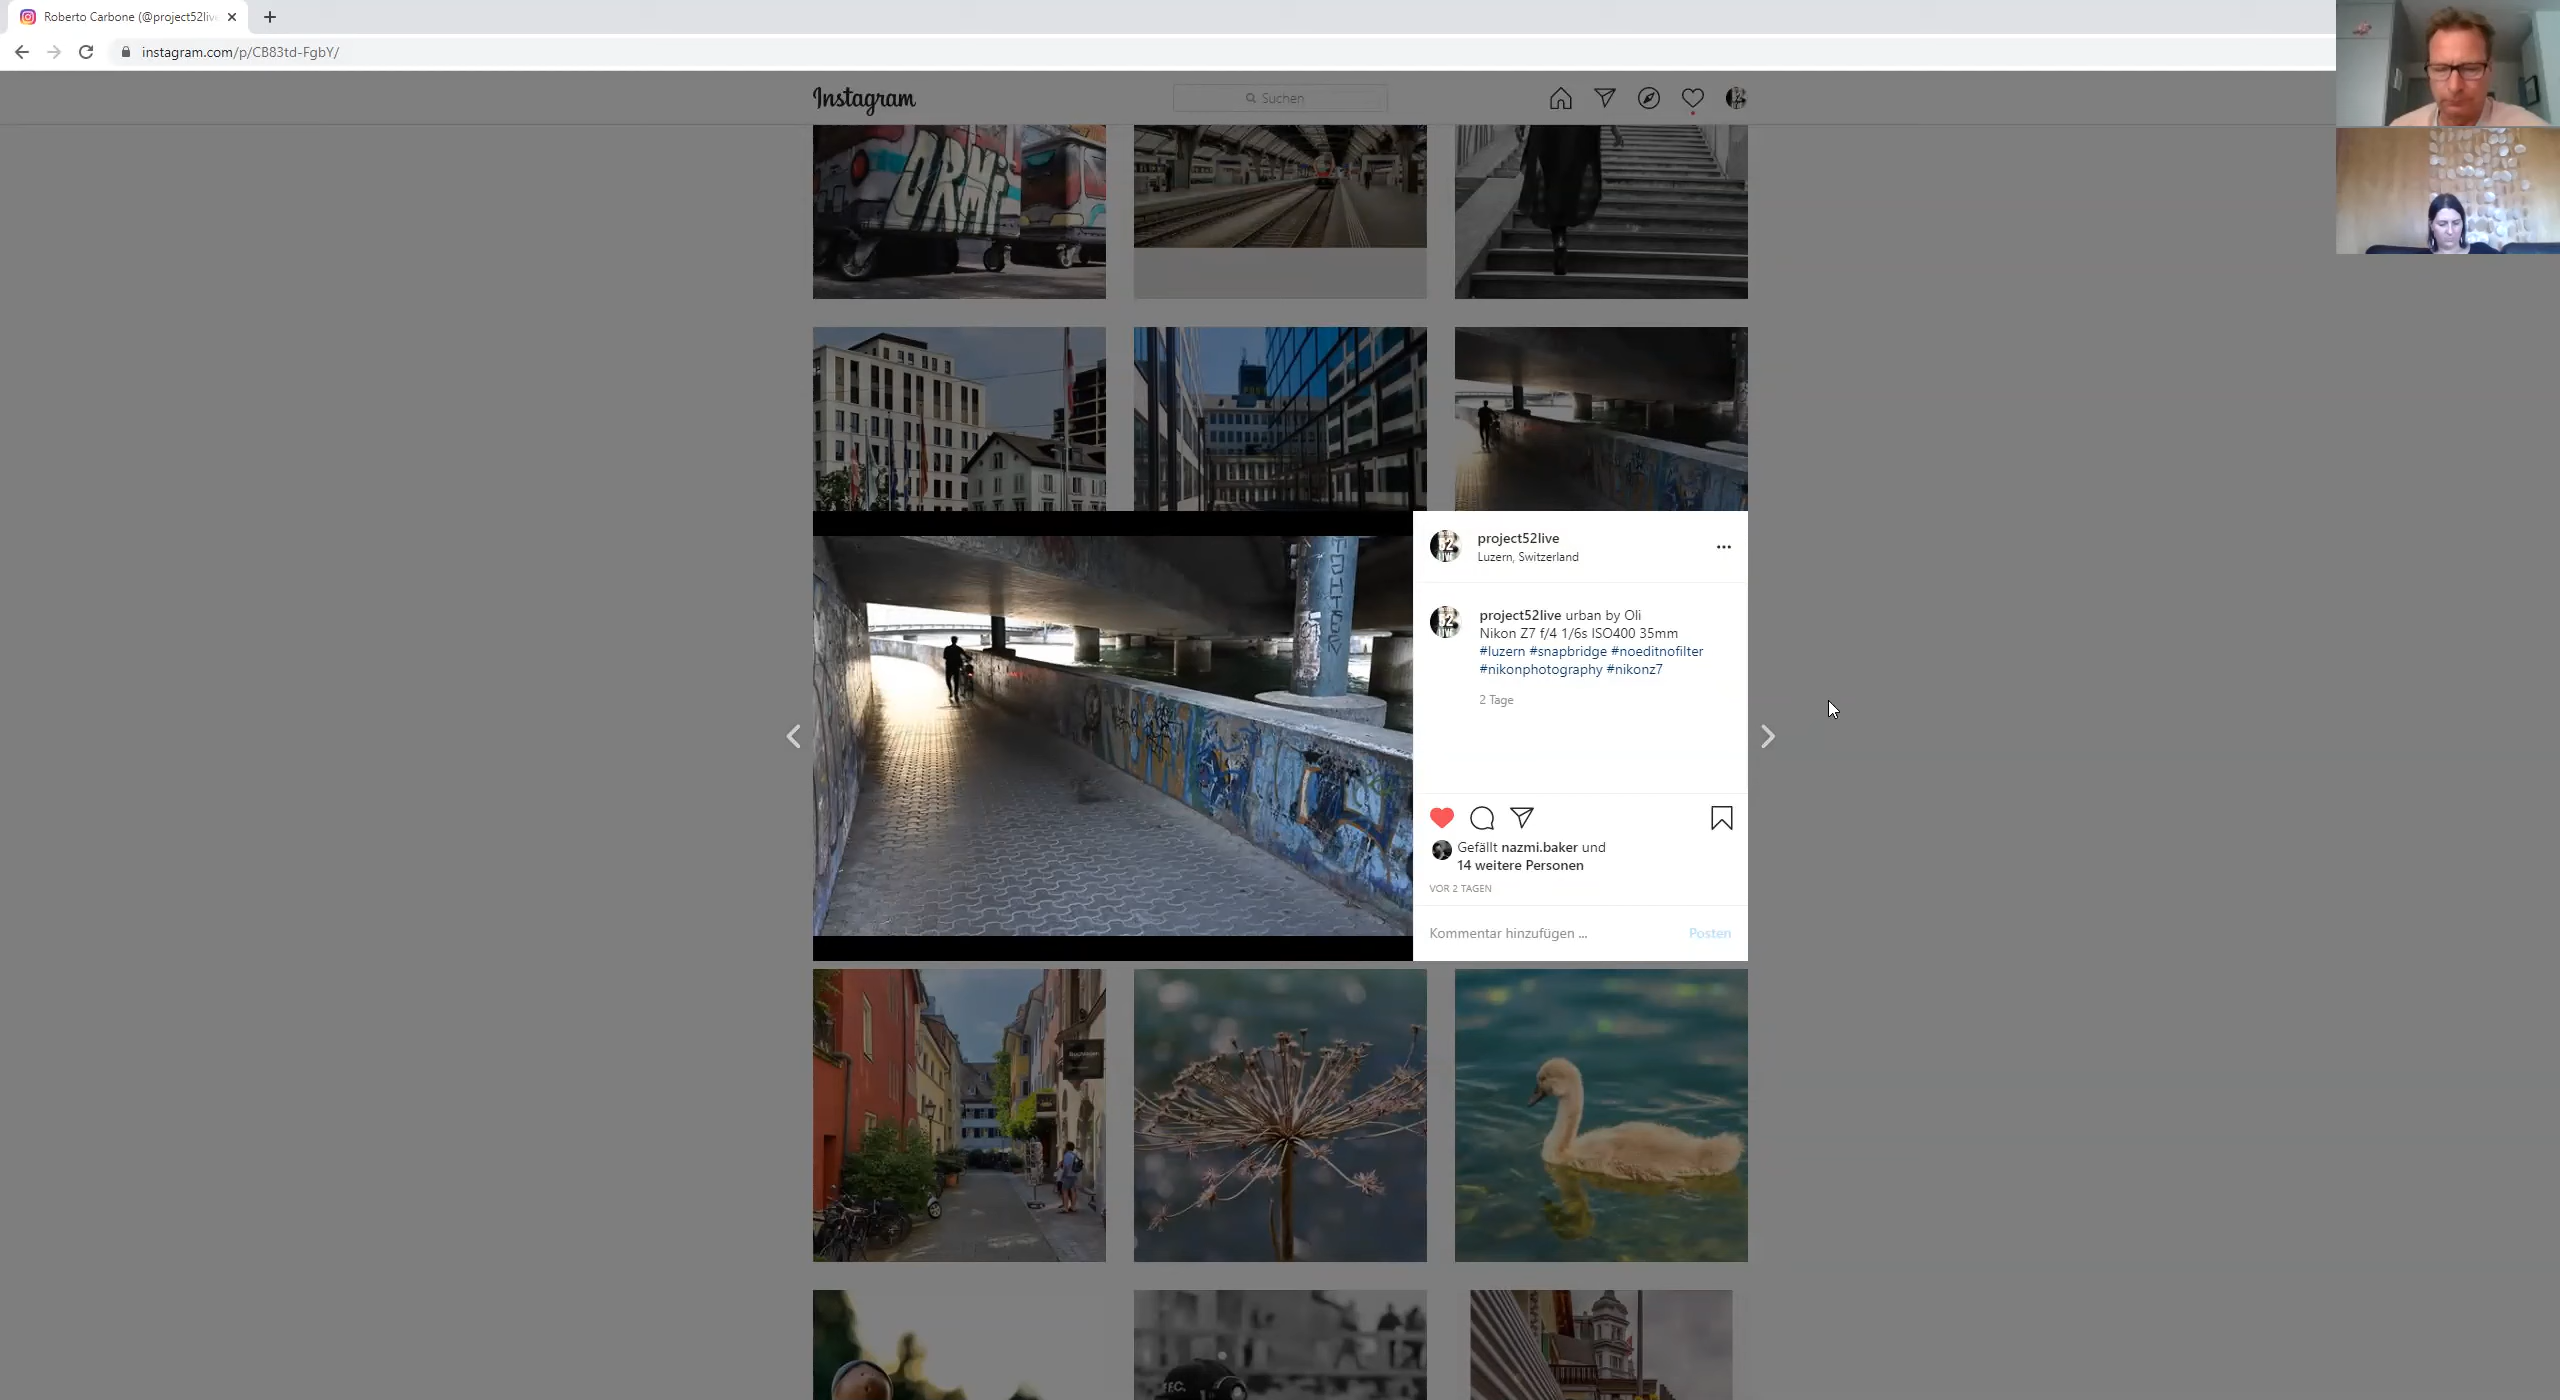 Roberto Carbone (@project52liv
instagram.com/p/CB83td-FgbY/
Instagram
Suchen
ORMi
project52live
Luzern, Switzerland
project52live urban by Oli
Nikon Z7 f/4 1/6s ISO400 35mm
#luzern #snapbridge #noeditnofilter
#nikonphotography #nikonz7
2 Tage
Gefällt nazmi.baker und
14 weitere Personen
VOR 2 TAGEN
Kommentar hinzufügen ...
Posten